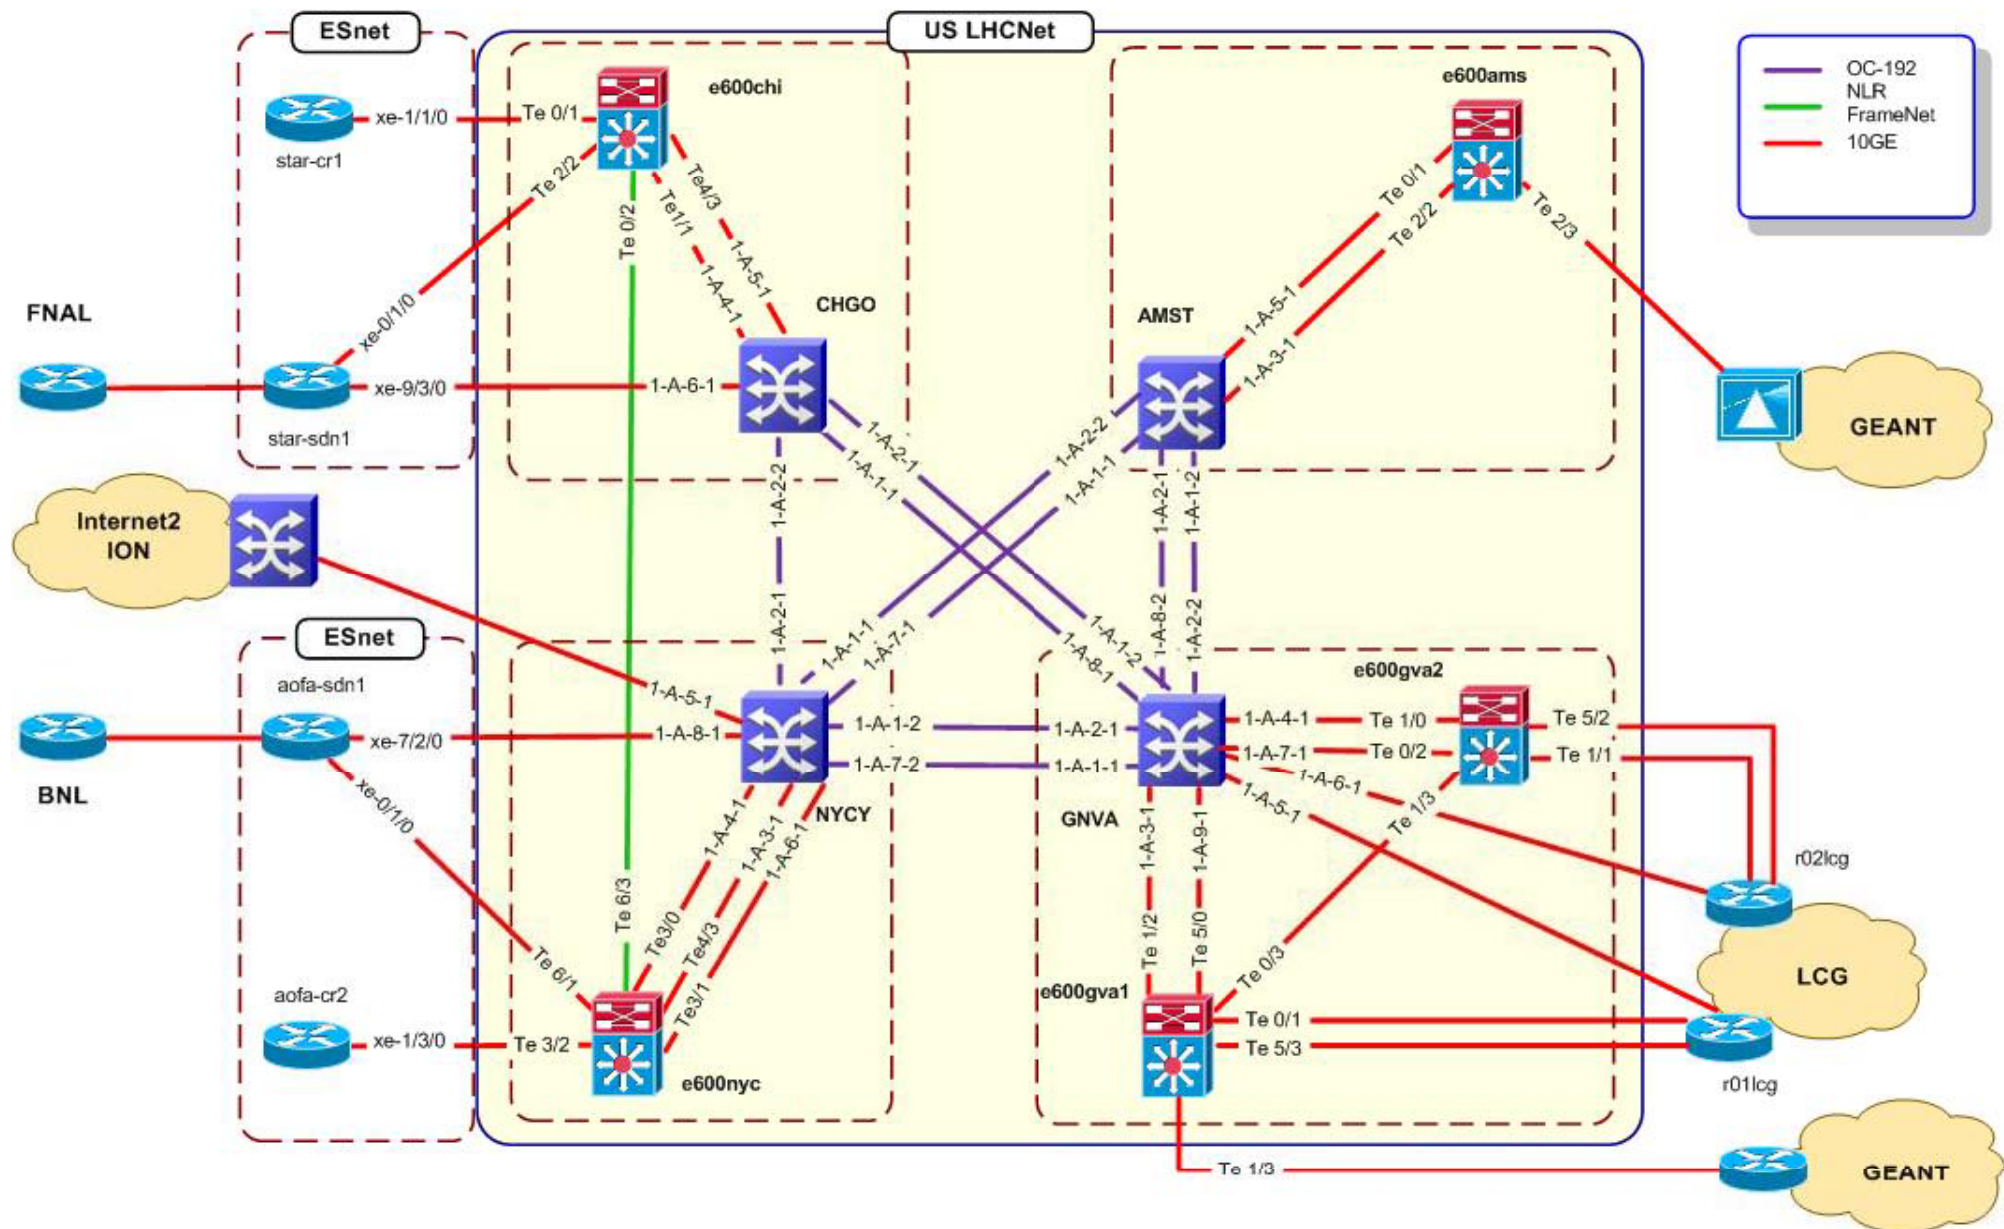 ESnet
US LHCNet
OC-192
NLR
FrameNet
10GE
e600chi
e600ams
xe-1/1/0
Te 0/1
star-cr1
Te 2/2
Te4/3
Te1/1
Te 0/2
1-A-5-1
1-A-4-1
xe-0/1/0
Te 0/1
Te 2/2
Te 2/3
CHGO
AMST
1-A-5-1
1-A-3-1
FNAL
xe-9/3/0
1-A-6-1
star-sdn1
GEANT
1-A-2-1
1-A-1-1
1-A-2-2
1-A-2-2
1-A-1-1
1-A-2-1
1-A-1-2
Internet2
ION
1-A-2-1
1-A-1-1
1-A-7-1
1-A-1-2
1-A-8-1
1-A-8-2
1-A-2-2
ESnet
aofa-sdn1
e600gva2
1-A-5-1
xe-7/2/0
1-A-8-1
1-A-1-2
1-A-2-1
1-A-4-1
Te 1/0
Te 5/2
1-A-7-1
Te 0/2
Te 1/1
1-A-7-2
1-A-1-1
1-A-6-1
1-A-5-1
Te 1/3
BNL
xe-0/1/0
NYCY
GNVA
1-A-4-1
1-A-3-1
1-A-6-1
1-A-3-1
1-A-9-1
r02lcg
Te 6/3
Te3/0
Te4/3
Te3/1
Te 1/2
Te 5/0
Te 0/3
Te 6/1
LCG
aofa-cr2
e600gva1
xe-1/3/0
Te 3/2
Te 0/1
Te 5/3
e600nyc
r01lcg
Te 1/3
GEANT